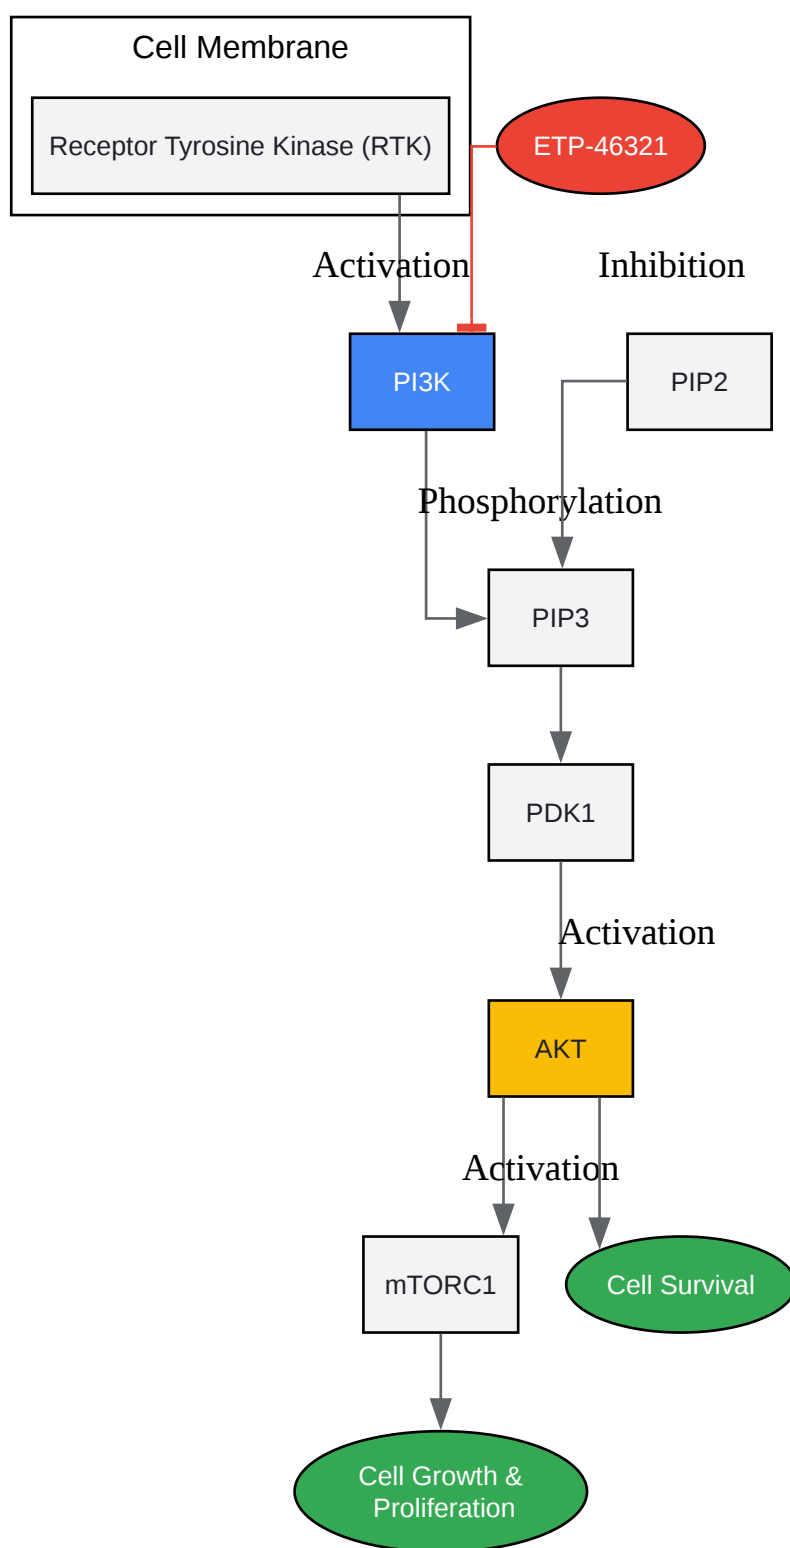 Cell Membrane
Receptor Tyrosine Kinase (RTK)
ETP-46321
Activation
Inhibition
PI3K
PIP2
Phosphorylation
PIP3
PDK1
Activation
AKT
Activation
mTORC1
Cell Survival
Cell Growth &
Proliferation